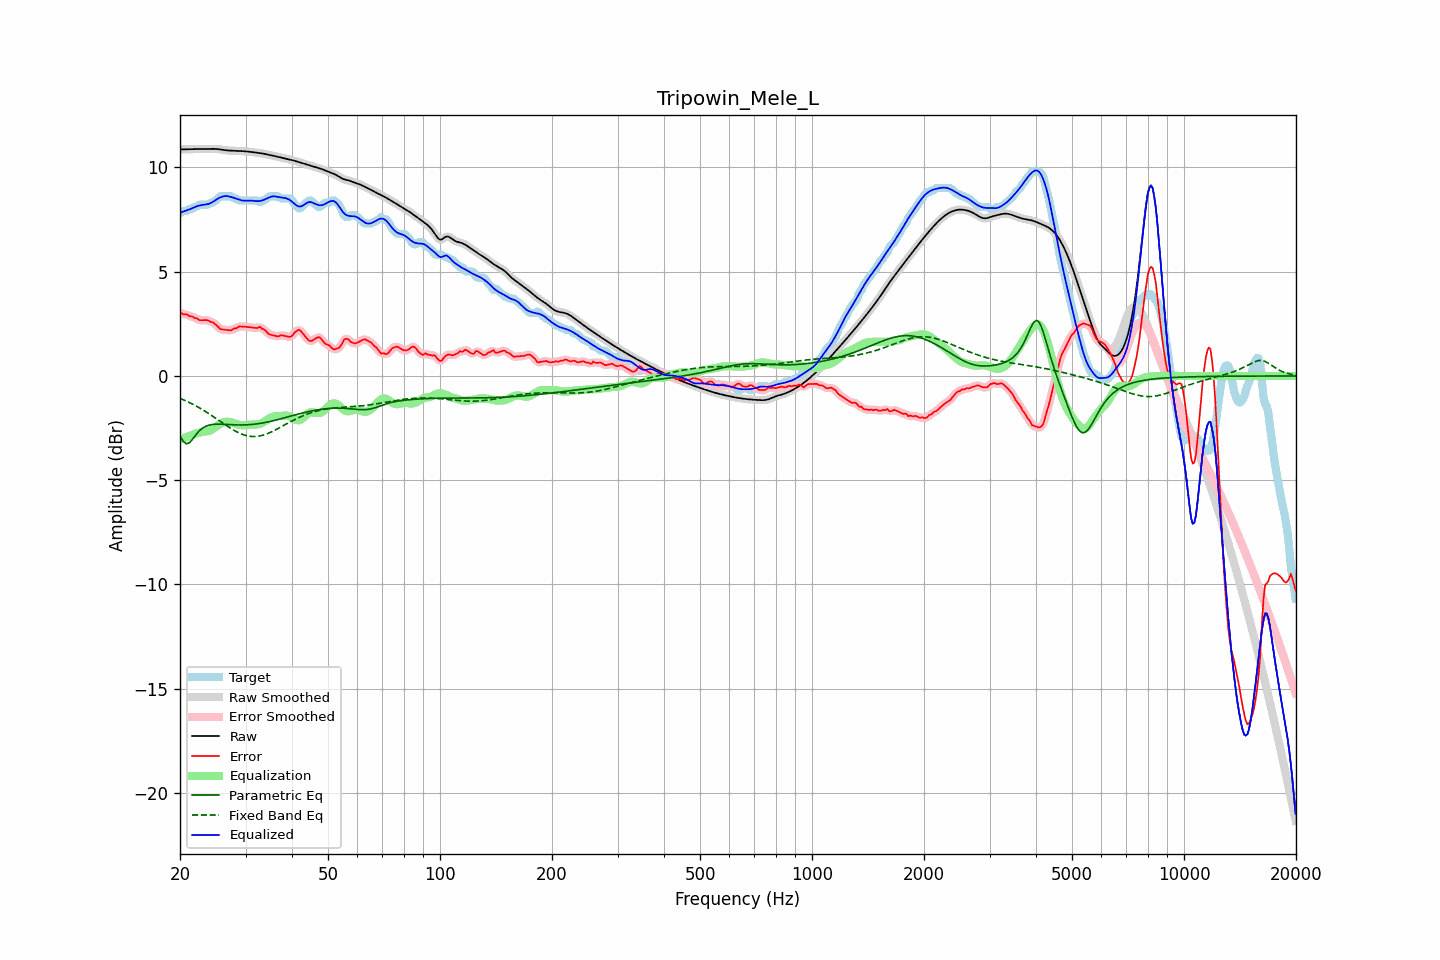 Tripowin_Mele_L
Amplitude (dBr)
10
5
0
−5
−10
−15
−20
Target
Raw Smoothed
Error Smoothed
Raw
Error
Equalization
Parametric Eq
Fixed Band Eq
Equalized
20 50 100 200 500 1000 2000 5000 10000 20000
Frequency (Hz)